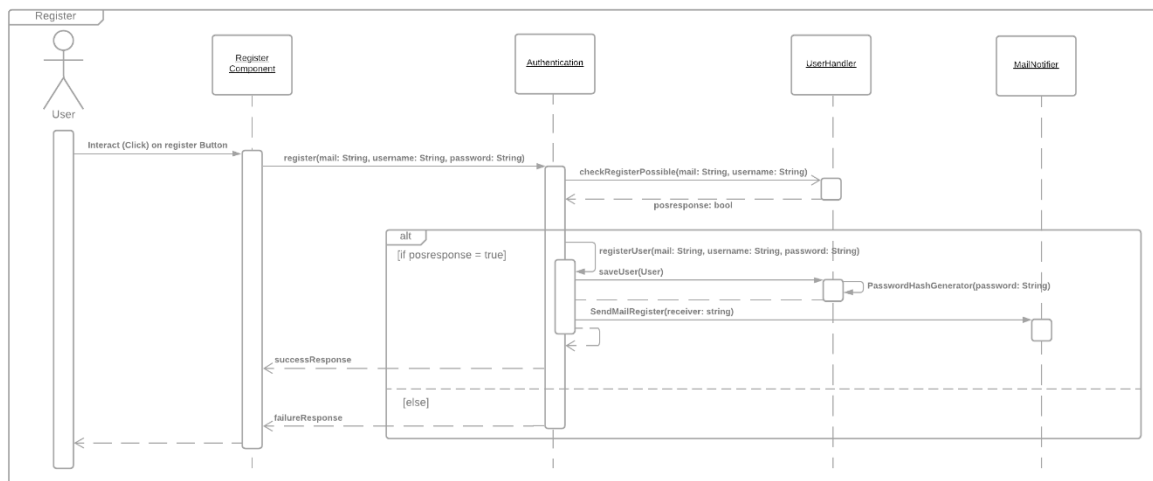 Register
User
Register
Component
Authentication
UserHandler
MailNotifier
Interact (Click) on register Button
register(mail: String, username: String, password: String)
checkRegisterPossible(mail: String, username: String)
posresponse: bool
alt
[if posresponse = true]
registerUser(mail: String, username: String, password: String)
saveUser(User)
PasswordHashGenerator(password: String)
SendMailRegister(receiver: string)
successResponse
[else]
failureResponse